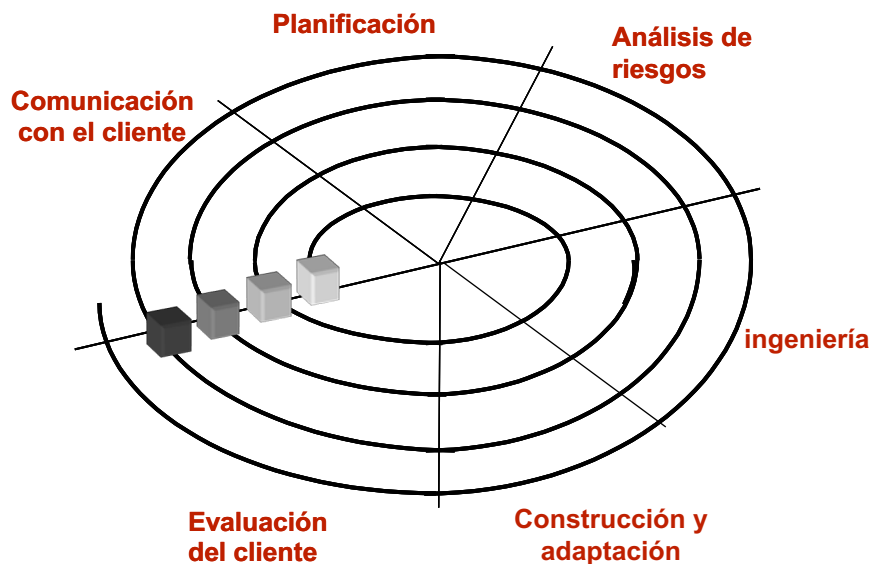 Planificación
Análisis de
riesgos
Comunicación
con el cliente
ingeniería
Evaluación
del cliente
Construcción y
adaptación